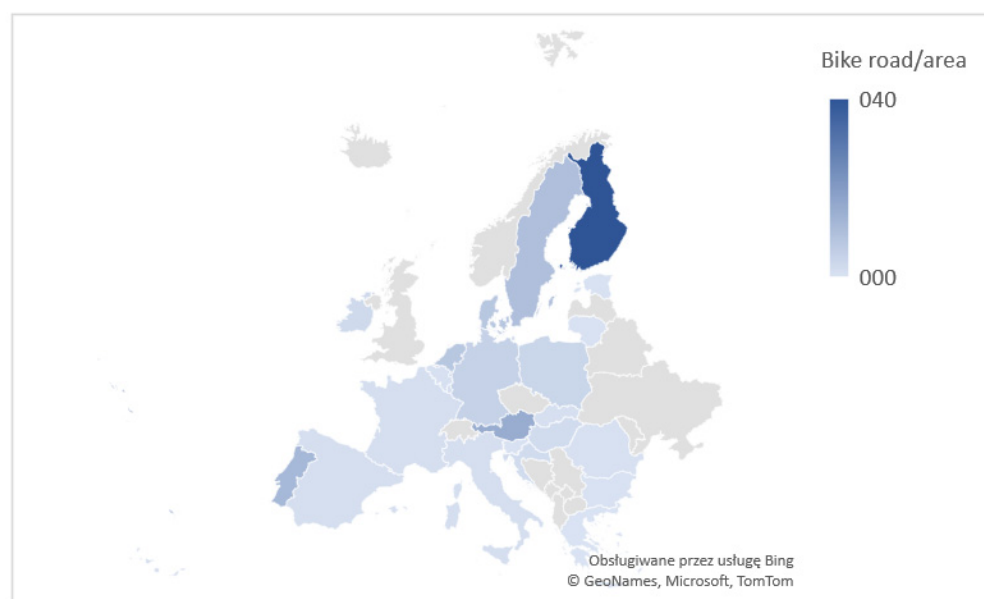 Bike road/area
040
000
Obsługiwane przez usługę Bing
© GeoNames, Microsoft, TomTom